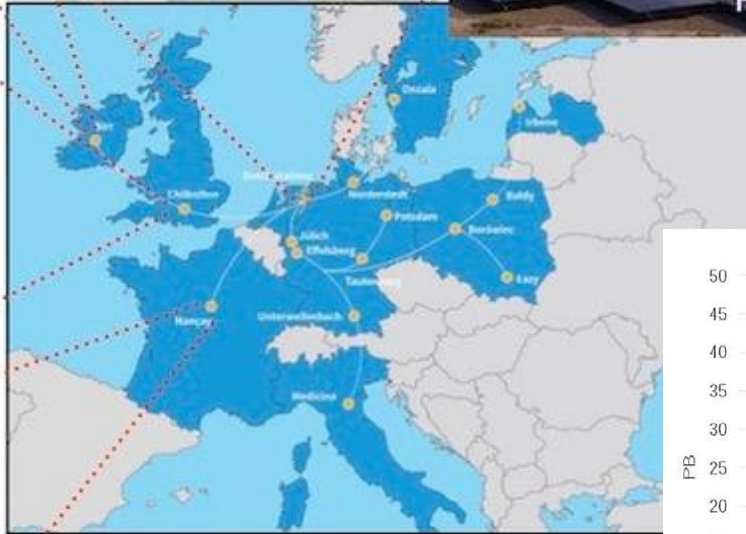 Onsala
Irbene
Chilbolton
Norderstedt
Potsdam
Baldy
Borówiec
Jülich
Effelsberg
Tautenburg
Łazy
Unterweilenbach
Nançay
Medicina
50
45
40
35
30
25
20
PB